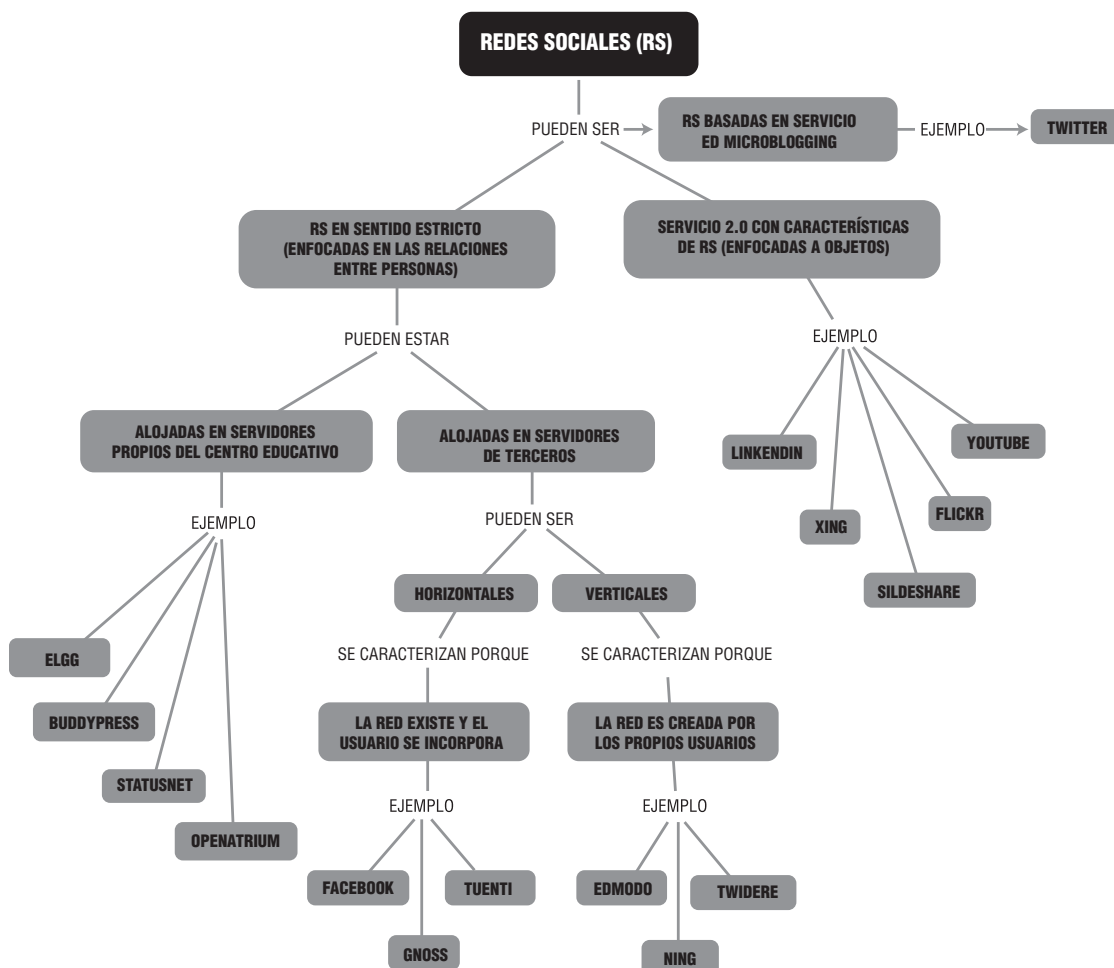 REDES SOCIALES (RS)
PUEDEN SER
RS BASADAS EN SERVICIO
ED MICROBLOGGING
EJEMPLO
TWITTER
RS EN SENTIDO ESTRICTO
(ENFOCADAS EN LAS RELACIONES
ENTRE PERSONAS)
SERVICIO 2.0 CON CARACTERÍSTICAS
DE RS (ENFOCADAS A OBJETOS)
PUEDEN ESTAR
EJEMPLO
ALOJADAS EN SERVIDORES
PROPIOS DEL CENTRO EDUCATIVO
ALOJADAS EN SERVIDORES
DE TERCEROS
LINKENDIN
YOUTUBE
XING
FLICKR
SILDESHARE
EJEMPLO
PUEDEN SER
HORIZONTALES
VERTICALES
ELGG
BUDDYPRESS
STATUSNET
OPENATRIUM
SE CARACTERIZAN PORQUE
SE CARACTERIZAN PORQUE
LA RED EXISTE Y EL
USUARIO SE INCORPORA
LA RED ES CREADA POR
LOS PROPIOS USUARIOS
EJEMPLO
EJEMPLO
FACEBOOK
TUENTI
GNOSS
EDMODO
TWIDERE
NING